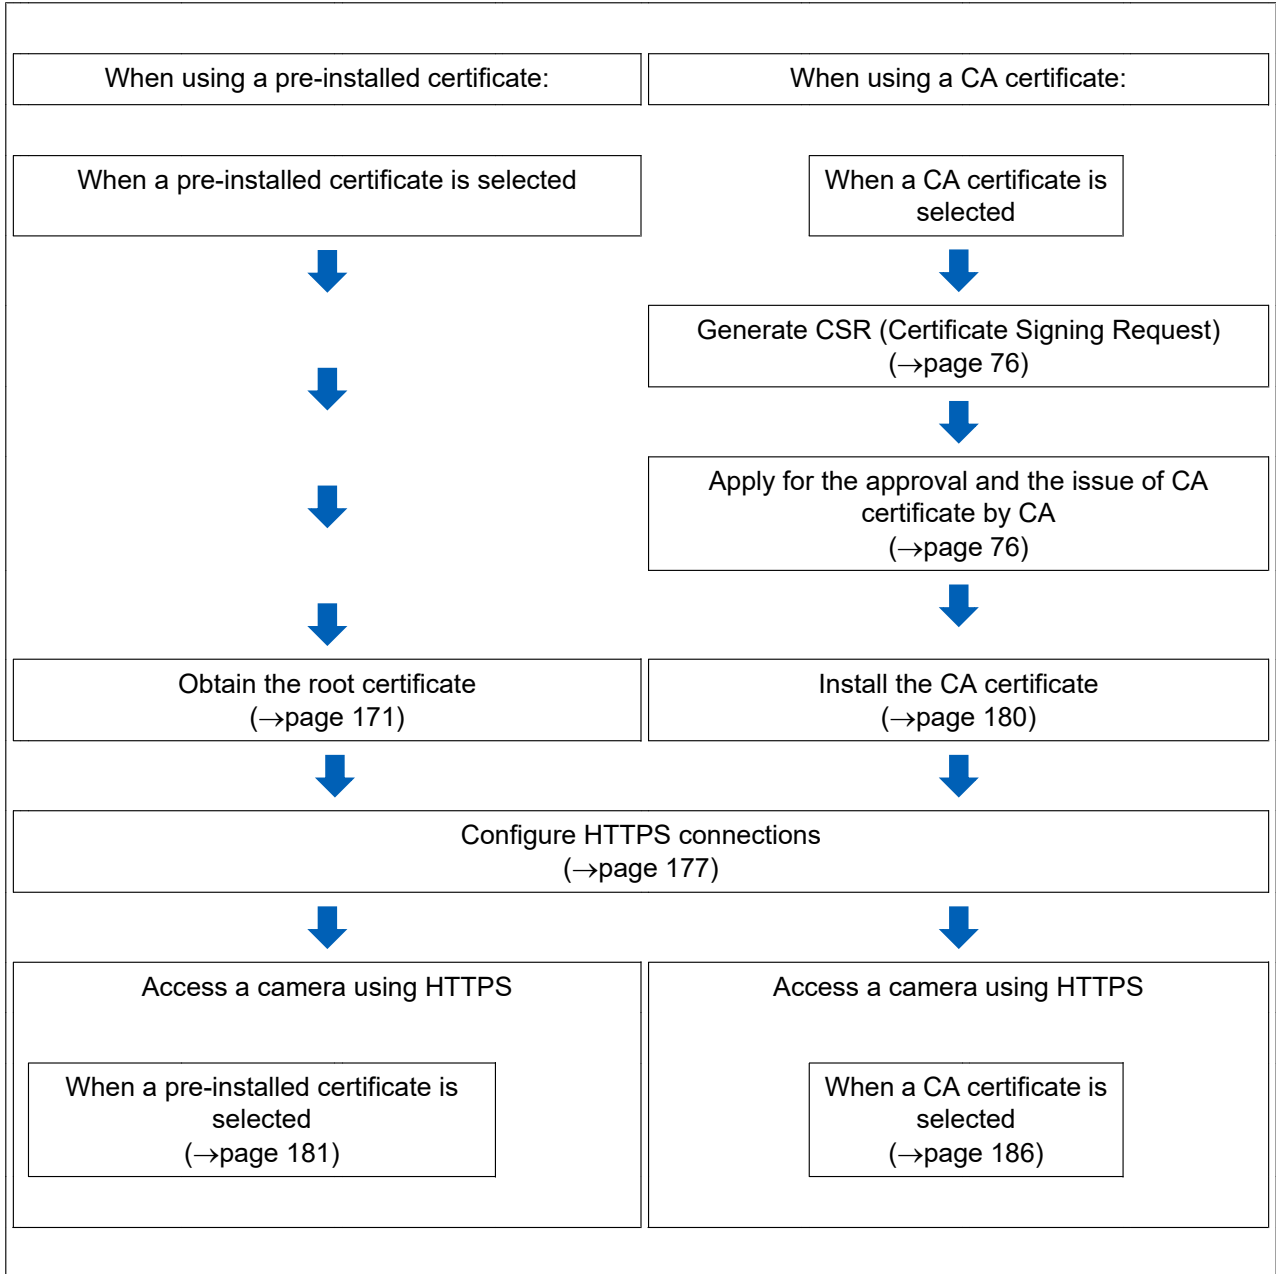 When using a pre-installed certificate:
When using a CA certificate:
When a pre-installed certificate is selected
When a CA certificate is
selected
Generate CSR (Certificate Signing Request)
(→page 76)
Apply for the approval and the issue of CA
certificate by CA
(→page 76)
Obtain the root certificate
(→page 171)
Install the CA certificate
(→page 180)
Configure HTTPS connections
(→page 177)
Access a camera using HTTPS
When a pre-installed certificate is
selected
(→page 181)
Access a camera using HTTPS
When a CA certificate is
selected
(→page 186)